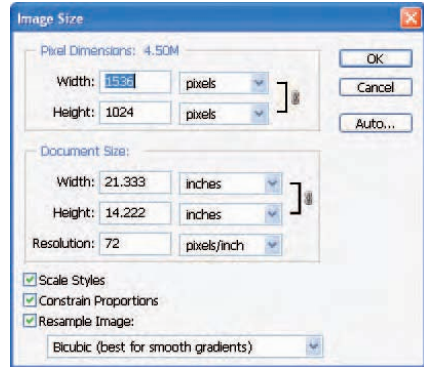 Image Size
Pixel Dimensions: 4.50M
OK
Width: 1536 pixels
Cancel
Height: 1024 pixels
Auto...
Document Size:
Width: 21.333 inches
Height: 14.222 inches
Resolution: 72 pixels/inch
Scale Styles
Constrain Proportions
Resample Image:
Bicubic (best for smooth gradients)